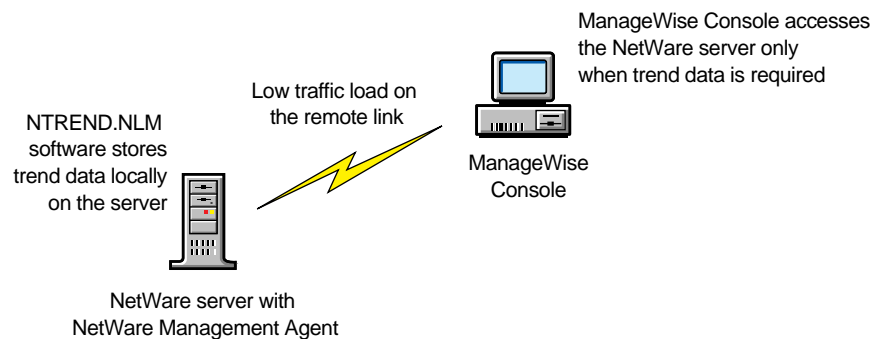 ManageWise Console accesses
the NetWare server only
when trend data is required
Low traffic load on
the remote link
NTREND.NLM
software stores
trend data locally
on the server
ManageWise
Console
NetWare server with
NetWare Management Agent